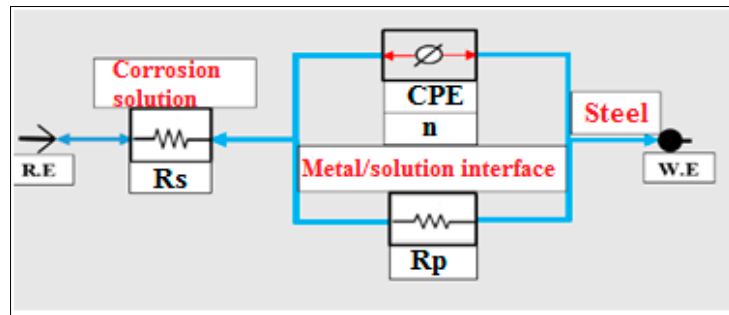 Corrosion
solution
CPE
n
Steel
R.E
Rs
Metal/solution interface
W.E
Rp